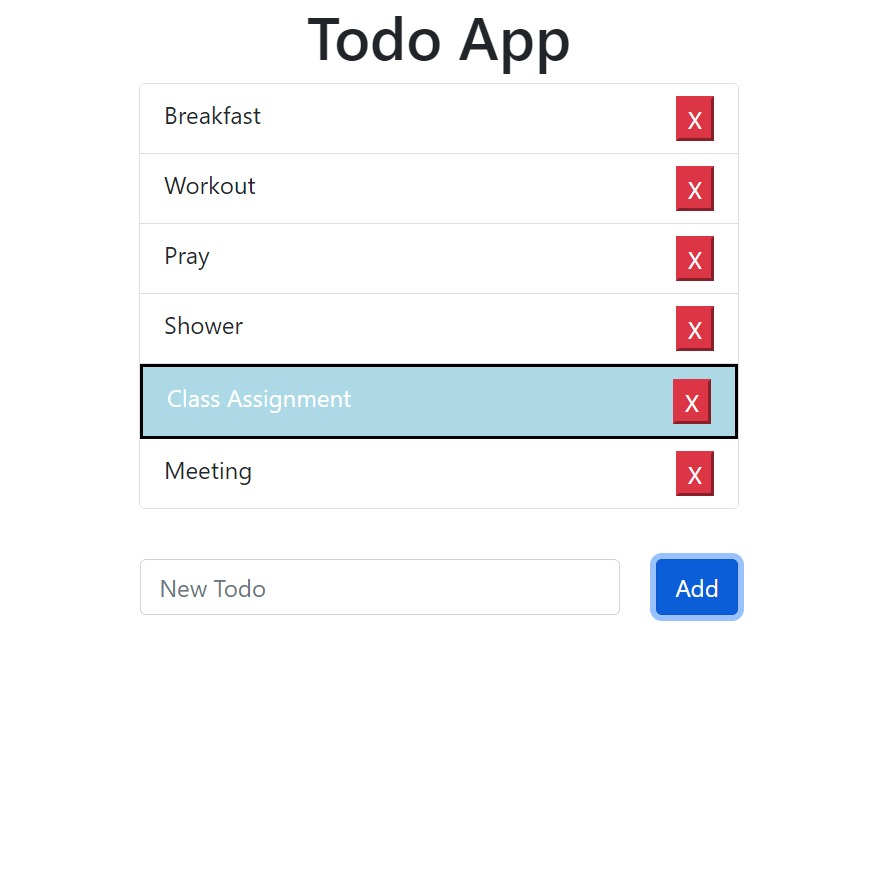 Todo App
Breakfast X
Workout X
Pray X
Shower X
Class Assignment X
Meeting X
New Todo Add